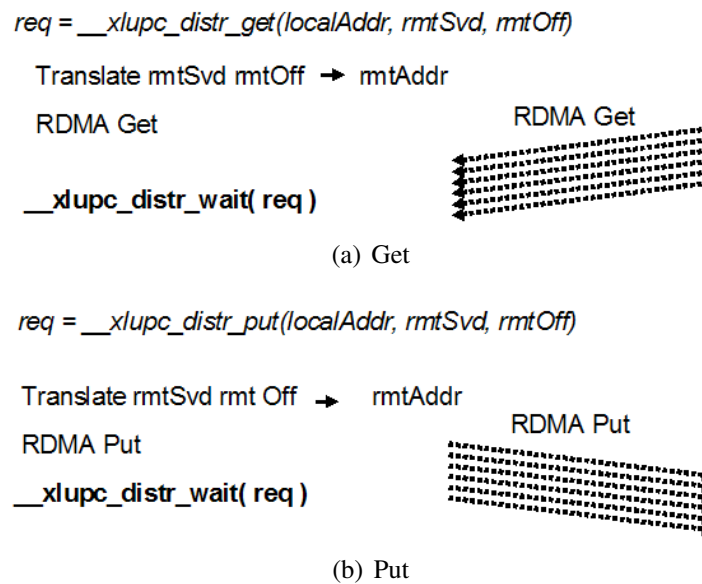 req = __xlupc_distr_get(localAddr, rmtSvd, rmtOff)
Translate rmtSvd rmtOff → rmtAddr
RDMA Get
RDMA Get
__xlupc_distr_wait( req )
(a) Get
req = __xlupc_distr_put(localAddr, rmtSvd, rmtOff)
Translate rmtSvd rmt Off → rmtAddr
RDMA Put
RDMA Put
__xlupc_distr_wait( req )
(b) Put